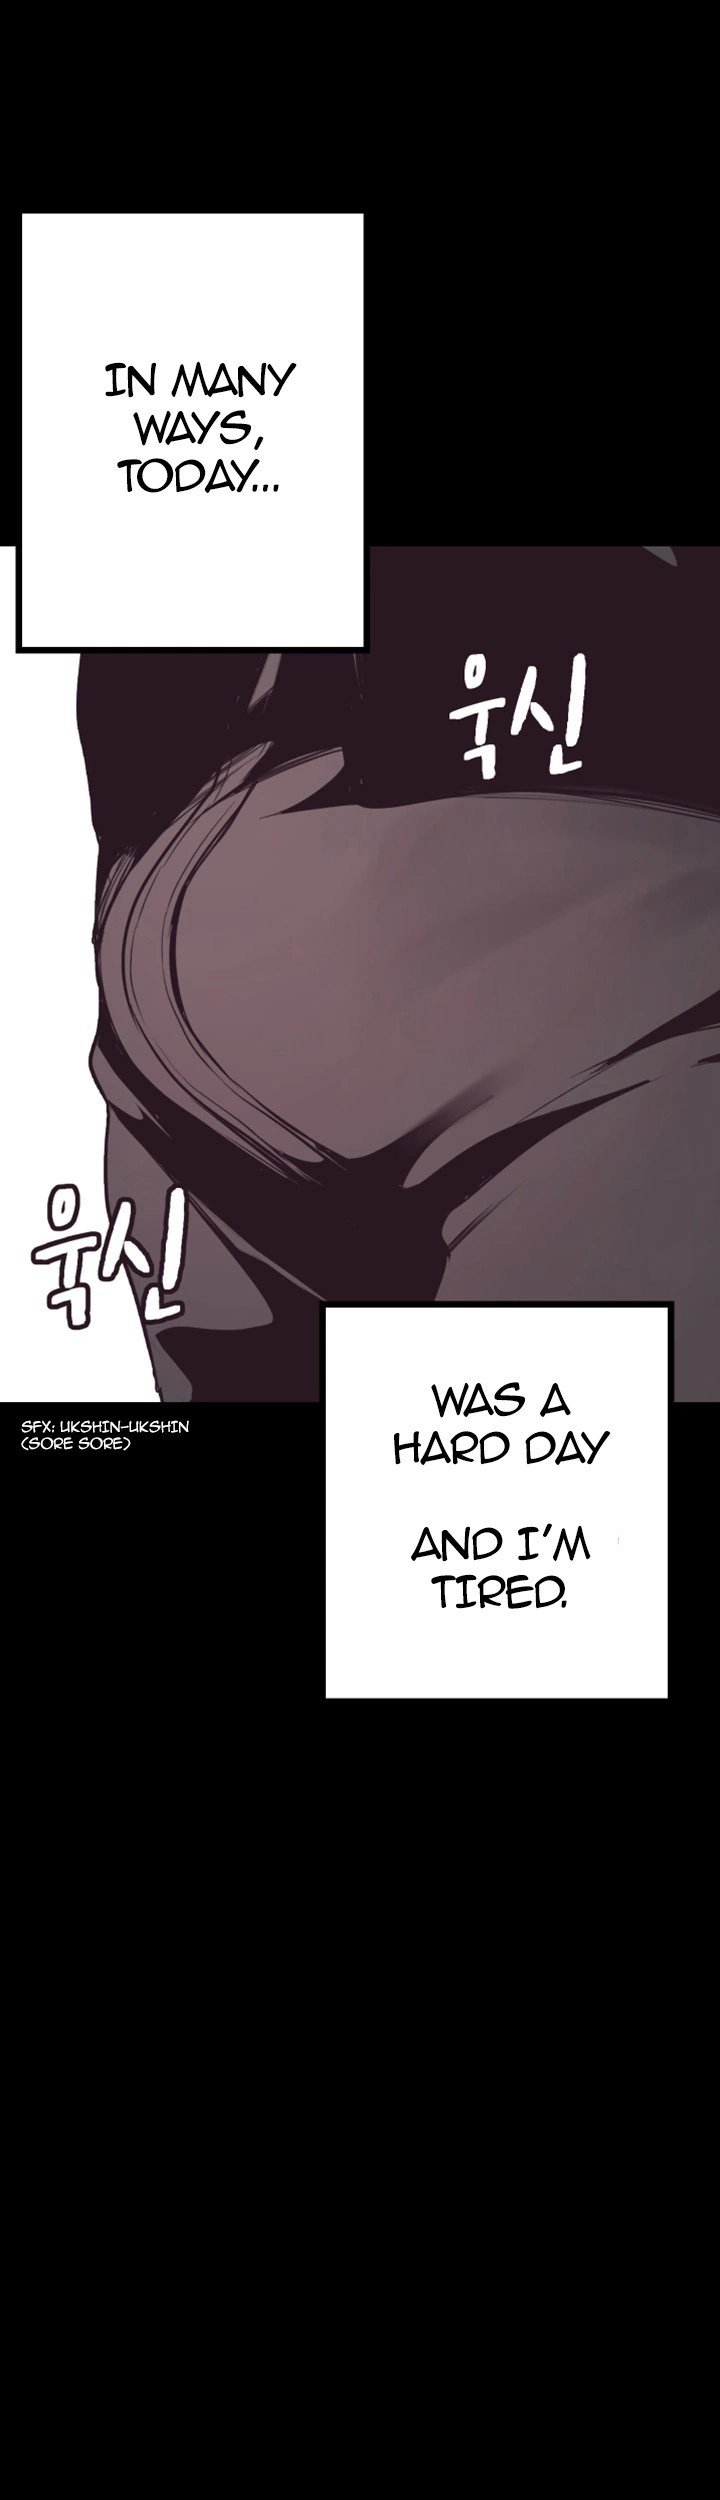 IN MANY
WAYS,
TODAY...
욱신
욱신
SFX: UKSHIN-UKSHIN
(SORE SORE)
WAS A
HARD DAY
AND I'M
TIRED.